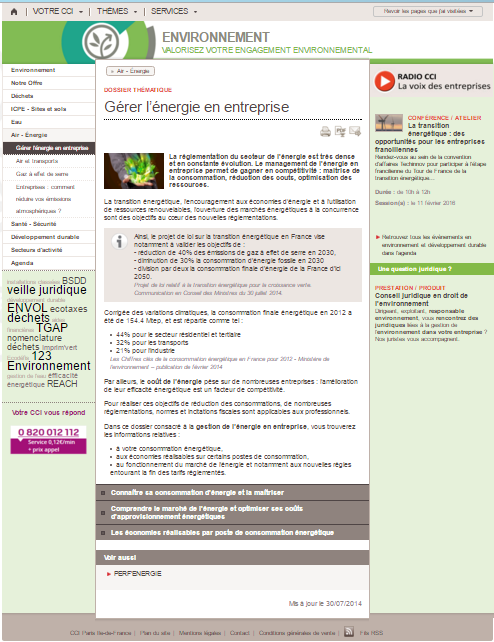 VOTRE CCI
THÈMES
SERVICES
Revoir les pages que j'ai visitées
ENVIRONNEMENT
VALORISEZ VOTRE ENGAGEMENT ENVIRONNEMENTAL
Environnement
Notre Offre
Déchets
ICPE - Sites et sols
Eau
Air - Énergie
Gérer l'énergie en entreprise
Air et transports
Gaz à effet de serre
Entreprises : comment
réduire vos émissions
atmosphériques ?
Santé - Sécurité
Développement durable
Secteurs d'activité
Agenda
BSDD
veille juridique
développement durable
ENVOL ecotaxes
déchets aides
financières TGAP
nomenclature
déchets Imprim'vert
123
Environnement
gestion de l'eau efficacité
énergétique REACH
Votre CCI vous répond
0 820 012 112
Service 0,12€/min
+ prix appel
« Air - Énergie
DOSSIER THÉMATIQUE
Gérer l'énergie en entreprise
La réglementation du secteur de l'énergie est très dense
et en constante évolution. Le management de l'énergie en
entreprise permet de gagner en compétitivité : maîtrise de
la consommation, réduction des coûts, optimisation des
ressources.
La transition énergétique, l'encouragement aux économies d'énergie et à l'utilisation
de ressources renouvelables, l'ouverture des marchés énergétiques à la concurrence
sont des objectifs au cœur des nouvelles réglementations.
Ainsi, le projet de loi sur la transition énergétique en France vise
notamment à valider les objectifs de :
- réduction de 40% des émissions de gaz à effet de serre en 2030,
- diminution de 30% la consommation d'énergie fossile en 2030
- division par deux la consommation finale d'énergie de la France d'ici
2050.
Projet de loi relatif à la transition énergétique pour la croissance verte.
Communication en Conseil des Ministres du 30 juillet 2014.
Corrigée des variations climatiques, la consommation finale énergétique en 2012 a
été de 154.4 Mtep, et est répartie comme tel :
44% pour le secteur résidentiel et tertiaire
32% pour les transports
21% pour l'industrie
Les Chiffres clés de la consommation énergétique en France pour 2012 - Ministère de
l'environnement – publication de février 2014
Par ailleurs, le coût de l'énergie pèse sur de nombreuses entreprises : l'amélioration
de leur efficacité énergétique est un facteur de compétitivité.
Pour réaliser ces objectifs de réduction des consommations, de nombreuses
réglementations, normes et incitations fiscales sont applicables aux professionnels.
Dans ce dossier consacré à la gestion de l'énergie en entreprise, vous trouverez
les informations relatives :
à votre consommation énergétique,
aux économies réalisables sur certains postes de consommation,
au fonctionnement du marché de l'énergie et notamment aux nouvelles règles
entourant la fin des tarifs réglementés.
Connaître sa consommation d'énergie et la maîtriser
Comprendre le marché de l'énergie et optimiser ses coûts
d'approvisionnement énergétiques
Les économies réalisables par poste de consommation énergétique
Voir aussi
PERF'ENERGIE
Mis à jour le 30/07/2014
RADIO CCI
La voix des entreprises
CONFÉRENCE / ATELIER
La transition
énergétique : des
opportunités pour les entreprises
franciliennes
Rendez-vous au sein de la convention
d'affaires Techinnov pour participer à l'étape
francilienne du Tour de France de la
transition énergétique...
Durée : de 10h à 12h
Session(s) : le 11 février 2016
Retrouvez tous les événements en
environnement et développement durable
dans l'agenda
Une question juridique ?
PRESTATION / PRODUIT
Conseil juridique en droit de
l'environnement
Dirigeant, exploitant, responsable
environnement, vous rencontrez des
difficultés juridiques liées à la gestion de
l'environnement dans votre entreprise ?
Nos juristes vous accompagnent.
CCI Paris Ile-de-France
Plan du site
Mentions légales
Contact
Conditions générales de vente
Fils RSS